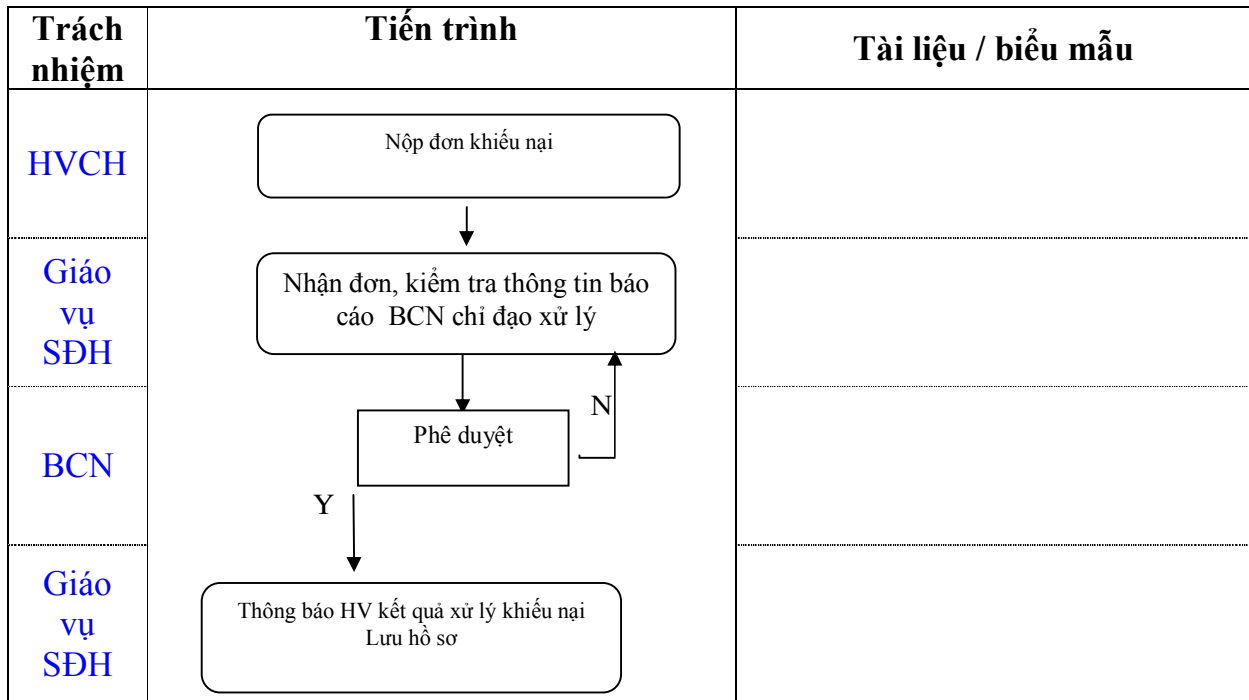 Trách
nhiệm
Tiến trình
Tài liệu / biểu mẫu
HVCH
Nộp đơn khiếu nại
Giáo
vụ
SĐH
Nhận đơn, kiểm tra thông tin báo
cáo BCN chỉ đạo xử lý
N
BCN
Phê duyệt
Y
Giáo
vụ
SĐH
Thông báo HV kết quả xử lý khiếu nại
Lưu hồ sơ